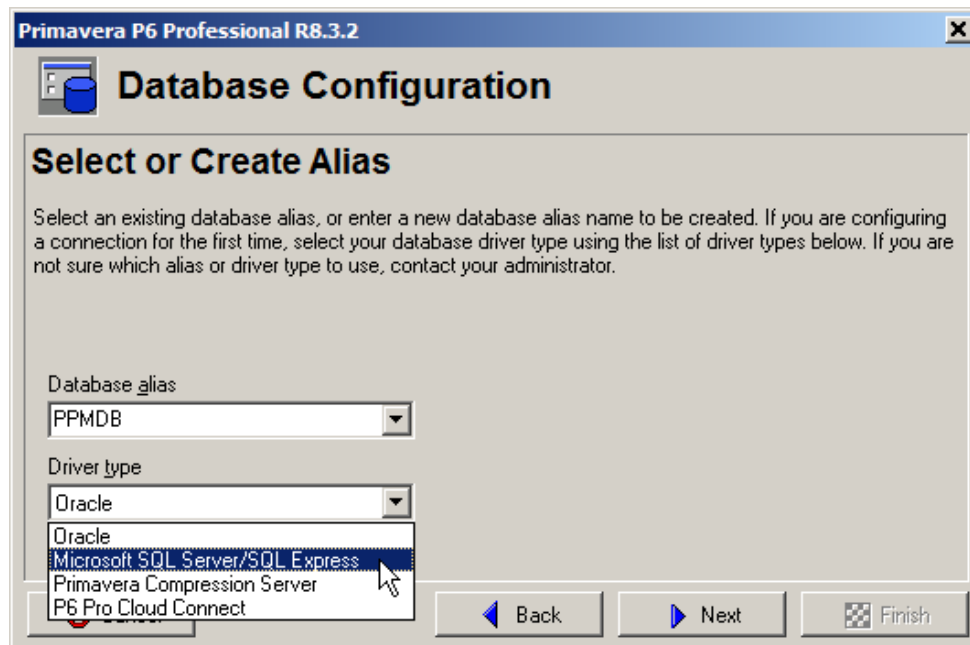 Primavera P6 Professional R8.3.2
Database Configuration
Select or Create Alias
Select an existing database alias, or enter a new database alias name to be created. If you are configuring
a connection for the first time, select your database driver type using the list of driver types below. If you are
not sure which alias or driver type to use, contact your administrator.
Database alias
PPMDB
Driver type
Oracle
Oracle
Microsoft SQL Server/SQL Express
Primavera Compression Server
P6 Pro Cloud Connect
Back
Next
Finish